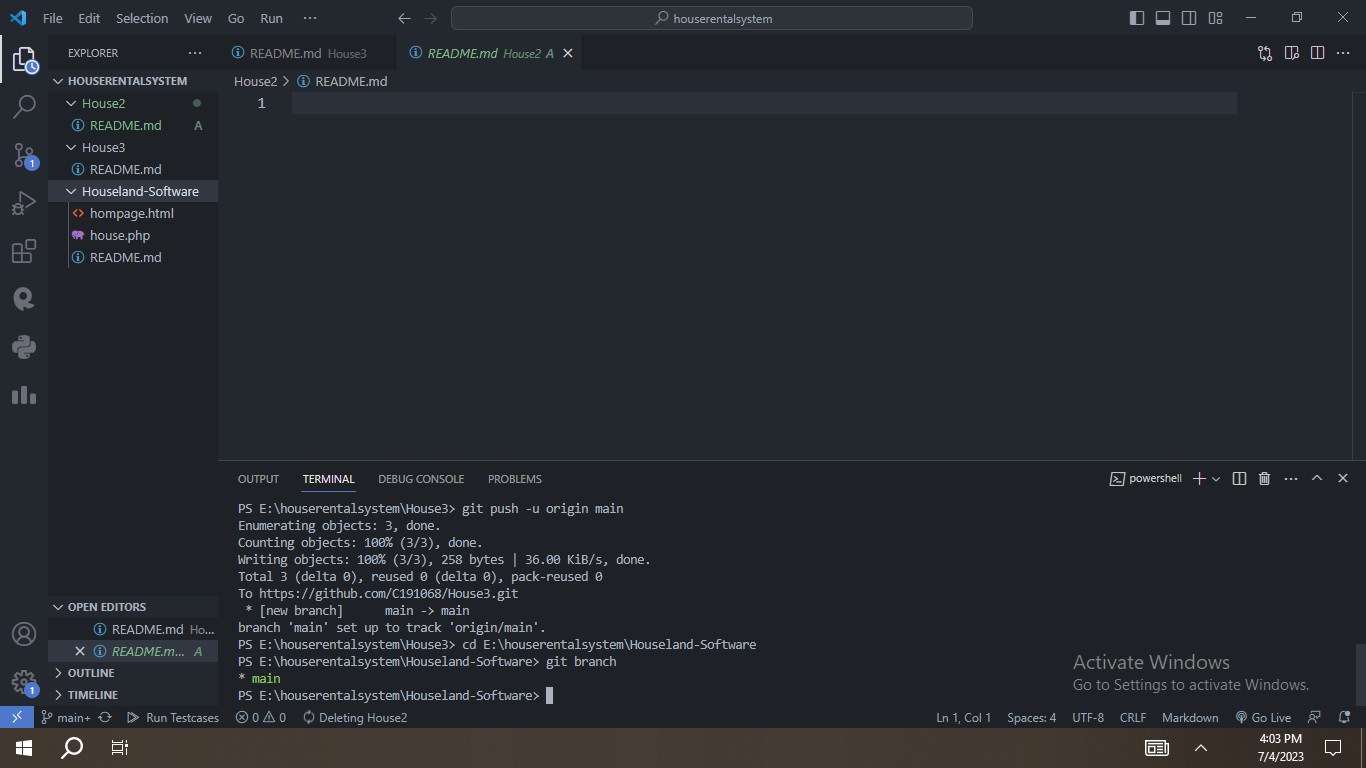 File Edit Selection View Go Run ··· houserentalsystem
EXPLORER ··· README.md House3 README.md House2 A
HOUSERENTALSYSTEM
House2 > README.md
House2
1
README.md A
House3
README.md
Houseland-Software
hompage.html
house.php
README.md
OUTPUT TERMINAL DEBUG CONSOLE PROBLEMS powershell
PS E:\houserentalsystem\House3> git push -u origin main
Enumerating objects: 3, done.
Counting objects: 100% (3/3), done.
Writing objects: 100% (3/3), 258 bytes | 36.00 KiB/s, done.
Total 3 (delta 0), reused 0 (delta 0), pack-reused 0
To https://github.com/C191068/House3.git
* [new branch] main -> main
branch 'main' set up to track 'origin/main'.
PS E:\houserentalsystem\House3> cd E:\houserentalsystem\Houseland-Software
PS E:\houserentalsystem\Houseland-Software> git branch
* main
PS E:\houserentalsystem\Houseland-Software>
OPEN EDITORS
README.md Ho...
README.m... A
OUTLINE
TIMELINE
1
1
Activate Windows
Go to Settings to activate Windows.
main+ Run Testcases 0 0 Deleting House2 Ln 1, Col 1 Spaces: 4 UTF-8 CRLF Markdown Go Live
4:03 PM
7/4/2023